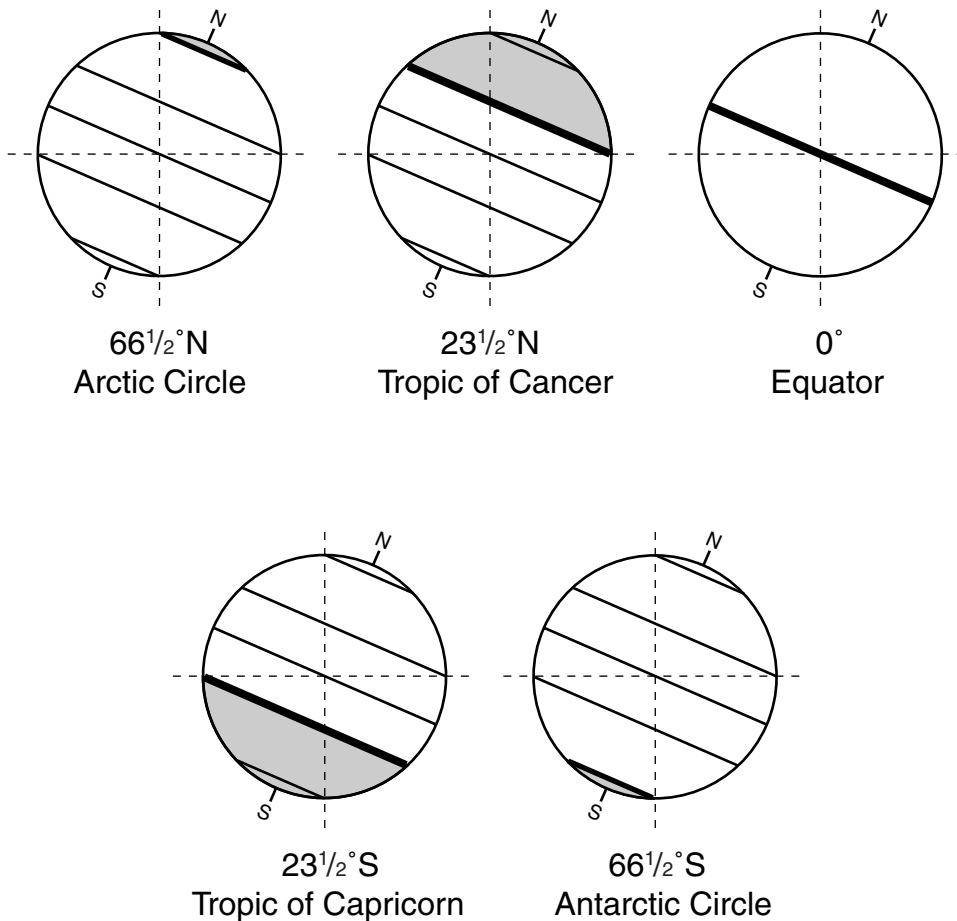 N
N
N
S
S
S
66½°N
23½°N
0°
Arctic Circle
Tropic of Cancer
Equator
N
N
S
S
23½°S
66½°S
Tropic of Capricorn
Antarctic Circle